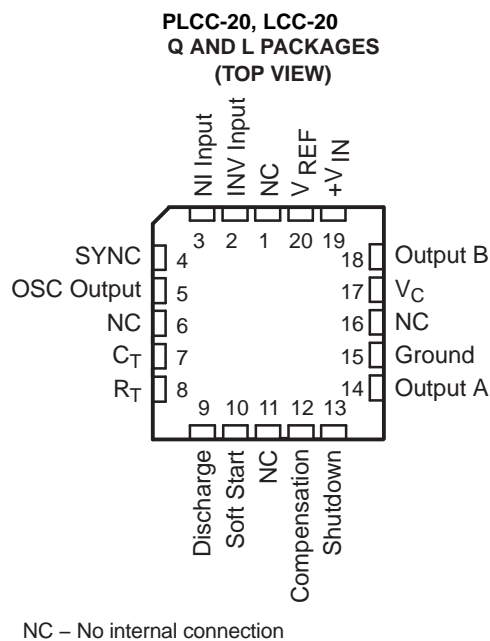 PLCC-20, LCC-20
Q AND L PACKAGES
(TOP VIEW)
NI Input
INV Input
NC
VREF
+VIN
3 2 1 20 19
SYNC 4
OSC Output 5
NC 6
CT 7
RT 8
18 Output B
17 VC
16 NC
15 Ground
14 Output A
9 10 11 12 13
Discharge
Soft Start
NC
Compensation
Shutdown
NC – No internal connection